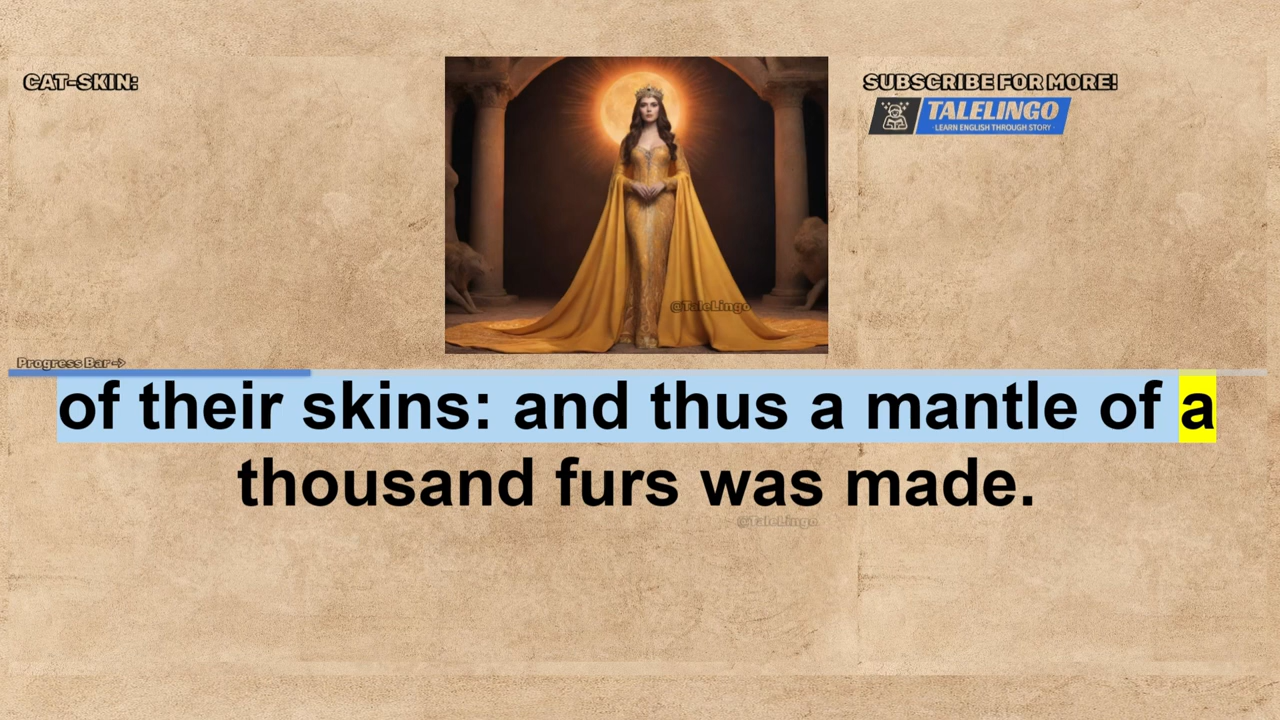 CAT-SKIN:
SUBSCRIBE FOR MORE!
TALELINGO
· LEARN ENGLISH THROUGH STORY ·
@TaleLingo
Progress Bar->
of their skins: and thus a mantle of a
thousand furs was made.
@TaleLingo